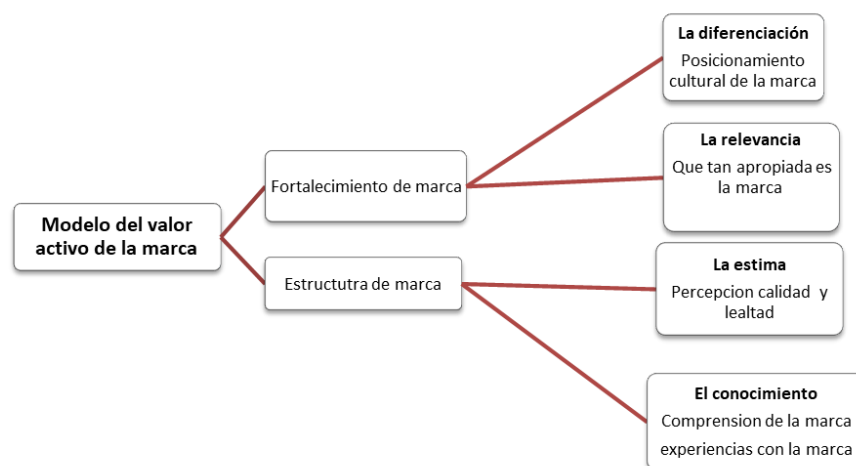 Modelo del valor
activo de la marca
Fortalecimiento de marca
Estructutra de marca
La diferenciación
Posicionamiento
cultural de la marca
La relevancia
Que tan apropiada es
la marca
La estima
Percepcion calidad y
lealtad
El conocimiento
Comprension de la marca
experiencias con la marca